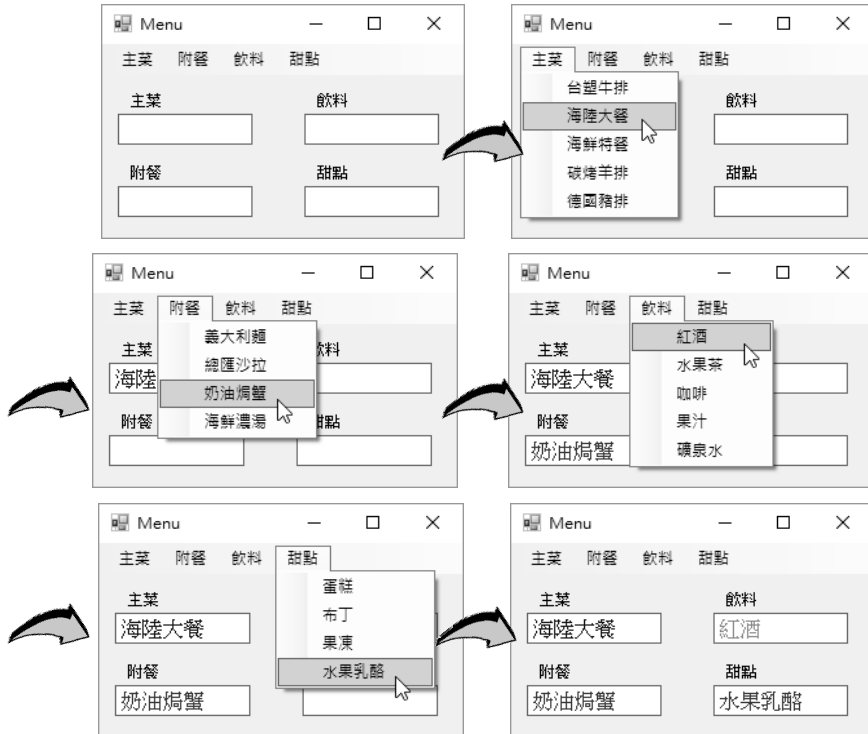 Menu
主菜 附餐 飲料 甜點
主菜 飲料
附餐 甜點
Menu
主菜 附餐 飲料 甜點
台塑牛排
飲料
海陸大餐
海鮮特餐
碳烤羊排
甜點
德國豬排
Menu
主菜 附餐 飲料 甜點
義大利麵
主菜 飲料
總匯沙拉
海陸
奶油焗蟹
附餐 海鮮濃湯 甜點
Menu
主菜 附餐 飲料 甜點
紅酒
主菜
水果茶
海陸大餐
咖啡
附餐 果汁
奶油焗蟹 礦泉水
Menu
主菜 附餐 飲料 甜點
蛋糕
主菜
布丁
海陸大餐
果凍
附餐 水果乳酪
奶油焗蟹
Menu
主菜 附餐 飲料 甜點
主菜 飲料
海陸大餐 紅酒
附餐 甜點
奶油焗蟹 水果乳酪